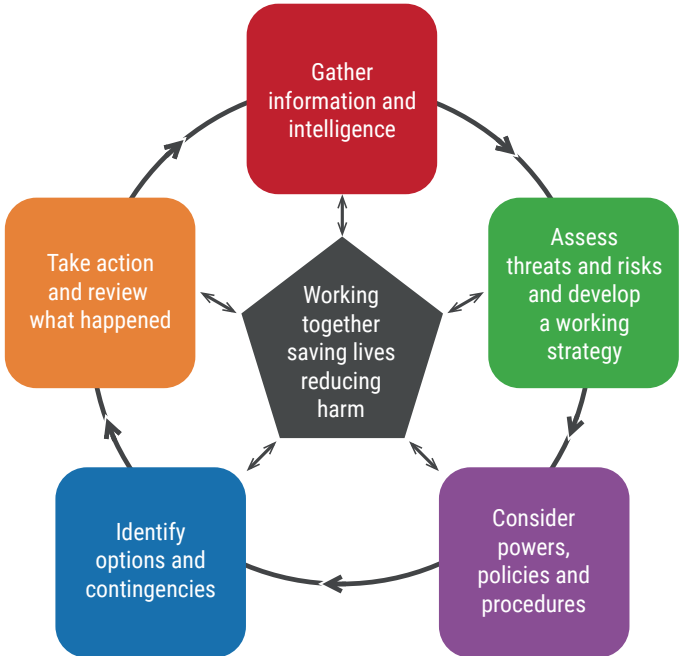 Gather
information and
intelligence
Assess
threats and risks
and develop
a working
strategy
Consider
powers,
policies and
procedures
Identify
options and
contingencies
Take action
and review
what happened
Working
together
saving lives
reducing
harm